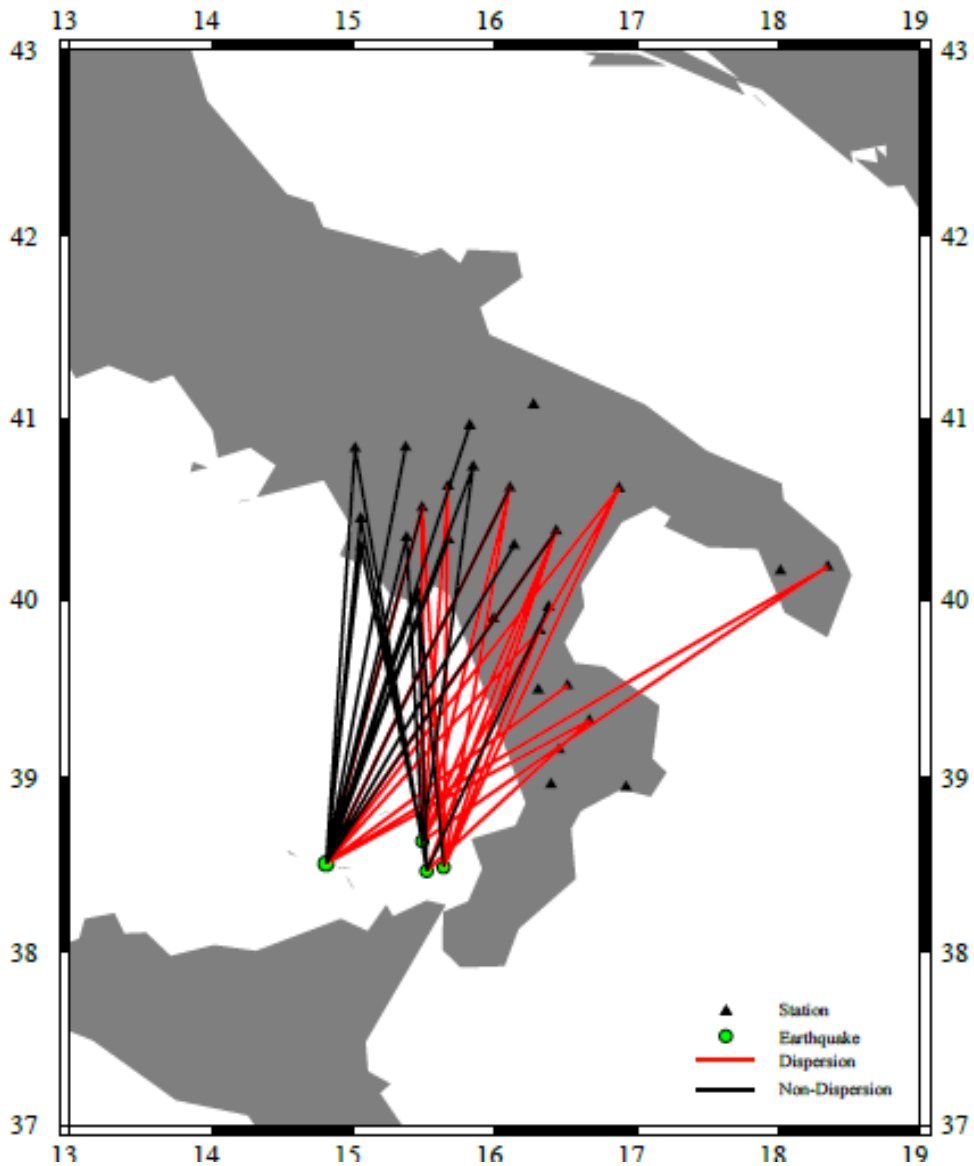 13 14 15 16 17 18 19
43 43
42 42
41 41
40 40
39 39
38 38
Station
Earthquake
Dispersion
Non-Dispersion
37 37
13 14 15 16 17 18 19